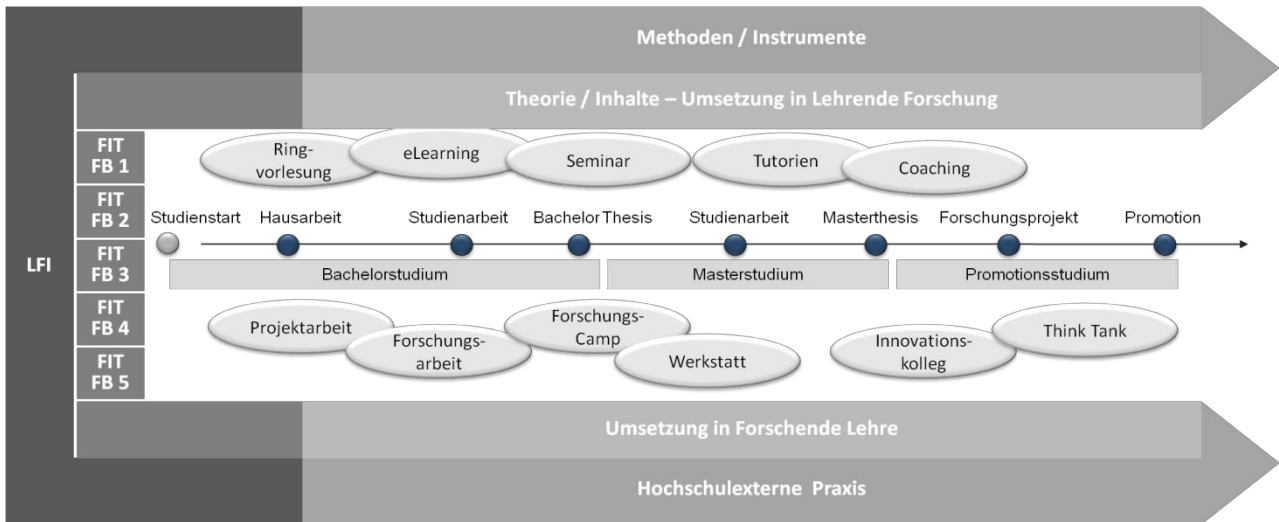 Methoden / Instrumente
Theorie / Inhalte – Umsetzung in Lehrende Forschung
LFI
FIT
FB 1
FIT
FB 2
FIT
FB 3
FIT
FB 4
FIT
FB 5
Ring-
vorlesung
eLearning
Seminar
Tutorien
Coaching
Studienstart
Hausarbeit
Studienarbeit
Bachelor Thesis
Studienarbeit
Masterthesis
Forschungsprojekt
Promotion
Bachelorstudium
Masterstudium
Promotionsstudium
Projektarbeit
Forschungs-
arbeit
Forschungs-
Camp
Werkstatt
Innovations-
kolleg
Think Tank
Umsetzung in Forschende Lehre
Hochschulexterne Praxis